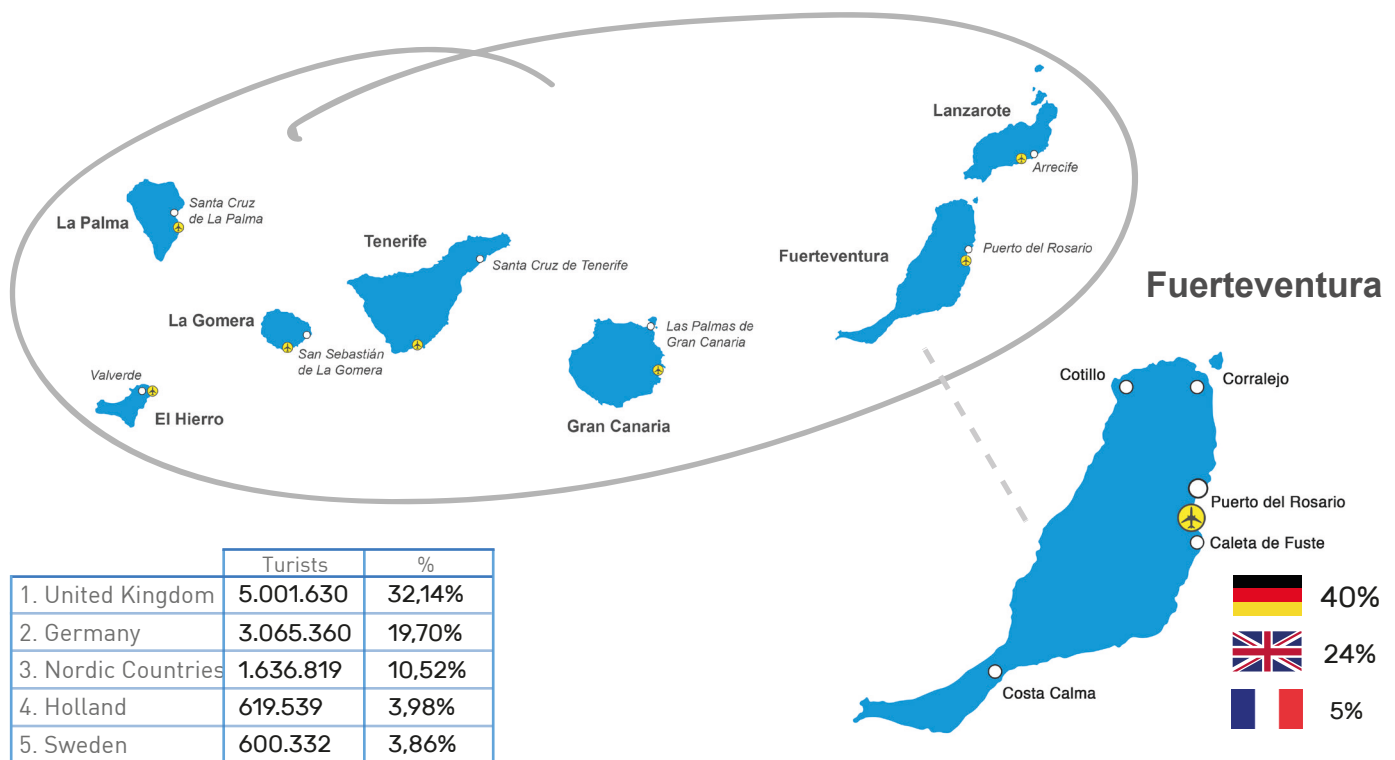 Lanzarote
Arrecife
La Palma
Santa Cruz
de La Palma
Tenerife
Santa Cruz de Tenerife
Fuerteventura
Puerto del Rosario
La Gomera
San Sebastián
de La Gomera
Las Palmas de
Gran Canaria
Valverde
El Hierro
Gran Canaria
Fuerteventura
Cotillo
Corralejo
Puerto del Rosario
Caleta de Fuste
Costa Calma
40%
24%
5%
Turists %
1. United Kingdom 5.001.630 32,14%
2. Germany 3.065.360 19,70%
3. Nordic Countries 1.636.819 10,52%
4. Holland 619.539 3,98%
5. Sweden 600.332 3,86%